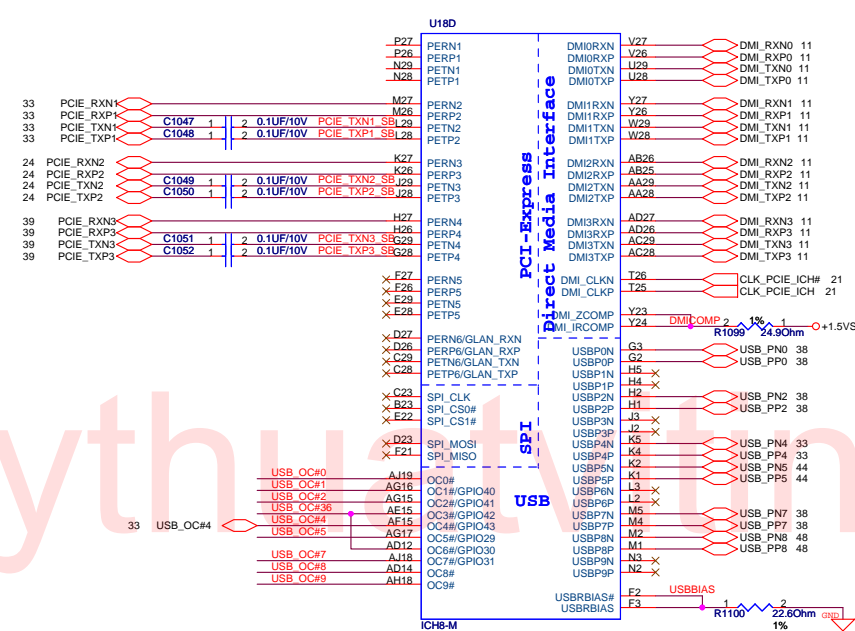 U18D
P27 PERN1 DMI0RXN V27 DMI_RXN0 11
P26 PERP1 DMI0RXP V26 DMI_RXP0 11
N29 PETN1 DMI0TXN U29 DMI_TXN0 11
N28 PETP1 DMI0TXP U28 DMI_TXP0 11
33 PCIE_RXN1 M27 PERN2 DMI1RXN Y27 DMI_RXN1 11
33 PCIE_RXP1 M26 PERP2 DMI1RXP Y26 DMI_RXP1 11
33 PCIE_TXN1 C1047 1 2 0.1UF/10V PCIE_TXN1_SB L29 PETN2 DMI1TXN W29 DMI_TXN1 11
33 PCIE_TXP1 C1048 1 2 0.1UF/10V PCIE_TXP1_SB L28 PETP2 DMI1TXP W28 DMI_TXP1 11
24 PCIE_RXN2 K27 PERN3 DMI2RXN AB26 DMI_RXN2 11
24 PCIE_RXP2 K26 PERP3 DMI2RXP AB25 DMI_RXP2 11
24 PCIE_TXN2 C1049 1 2 0.1UF/10V PCIE_TXN2_SB J29 PETN3 DMI2TXN AA29 DMI_TXN2 11
24 PCIE_TXP2 C1050 1 2 0.1UF/10V PCIE_TXP2_SB J28 PETP3 DMI2TXP AA28 DMI_TXP2 11
39 PCIE_RXN3 H27 PERN4 DMI3RXN AD27 DMI_RXN3 11
39 PCIE_RXP3 H26 PERP4 DMI3RXP AD26 DMI_RXP3 11
39 PCIE_TXN3 C1051 1 2 0.1UF/10V PCIE_TXN3_SB G29 PETN4 DMI3TXN AC29 DMI_TXN3 11
39 PCIE_TXP3 C1052 1 2 0.1UF/10V PCIE_TXP3_SB G28 PETP4 DMI3TXP AC28 DMI_TXP3 11
PCI-Express
Direct Media Interface
F27 PERN5 DMI_CLKN T26 CLK_PCIE_ICH# 21
F26 PERP5 DMI_CLKP T25 CLK_PCIE_ICH 21
E29 PETN5
E28 PETP5 DMI_ZCOMP Y23
DMI_IRCOMP Y24 DMICOMP 2 1% 1 +1.5VS
R1099 24.9Ohm
D27 PERN6/GLAN_RXN
D26 PERP6/GLAN_RXP USBP0N G3 USB_PN0 38
C29 PETN6/GLAN_TXN USBP0P G2 USB_PP0 38
C28 PETP6/GLAN_TXP USBP1N H5
USBP1P H4
C23 SPI_CLK USBP2N H2 USB_PN2 38
B23 SPI_CS0# USBP2P H1 USB_PP2 38
E22 SPI_CS1# USBP3N J3
SPI
USBP3P J2
D23 SPI_MOSI USBP4N K5 USB_PN4 33
F21 SPI_MISO USBP4P K4 USB_PP4 33
USBP5N K2 USB_PN5 44
USB_OC#0 AJ19 OC0# USBP5P K1 USB_PP5 44
USB_OC#1 AG16 OC1#/GPIO40 USBP6N L3
USB_OC#2 AG15 OC2#/GPIO41 USBP6P L2
USB
USB_OC#36 AE15 OC3#/GPIO42 USBP7N M5 USB_PN7 38
33 USB_OC#4 USB_OC#4 AF15 OC4#/GPIO43 USBP7P M4 USB_PP7 38
USB_OC#5 AG17 OC5#/GPIO29 USBP8N M2 USB_PN8 48
AD12 OC6#/GPIO30 USBP8P M1 USB_PP8 48
USB_OC#7 AJ18 OC7#/GPIO31 USBP9N N3
USB_OC#8 AD14 OC8# USBP9P N2
USB_OC#9 AH18 OC9#
USBRBIAS# F2 USBBIAS
USBRBIAS F3 1 2
R1100 22.6Ohm GND
1%
ICH8-M
ythuatvitin